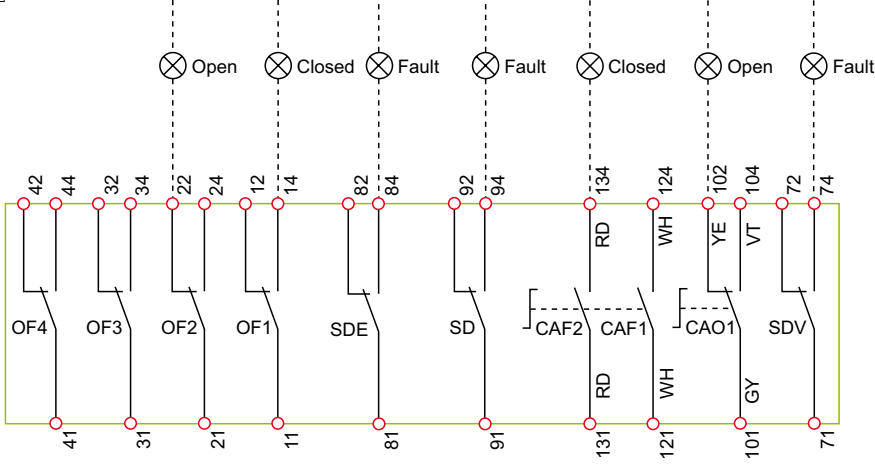 Open Closed Fault Fault Closed Open Fault
42 44 32 34 22 24 12 14 82 84 92 94 134 124 102 104 72 74
RD WH YE VT
OF4 OF3 OF2 OF1 SDE SD CAF2 CAF1 CAO1 SDV
RD WH GY
41 31 21 11 81 91 131 121 101 71